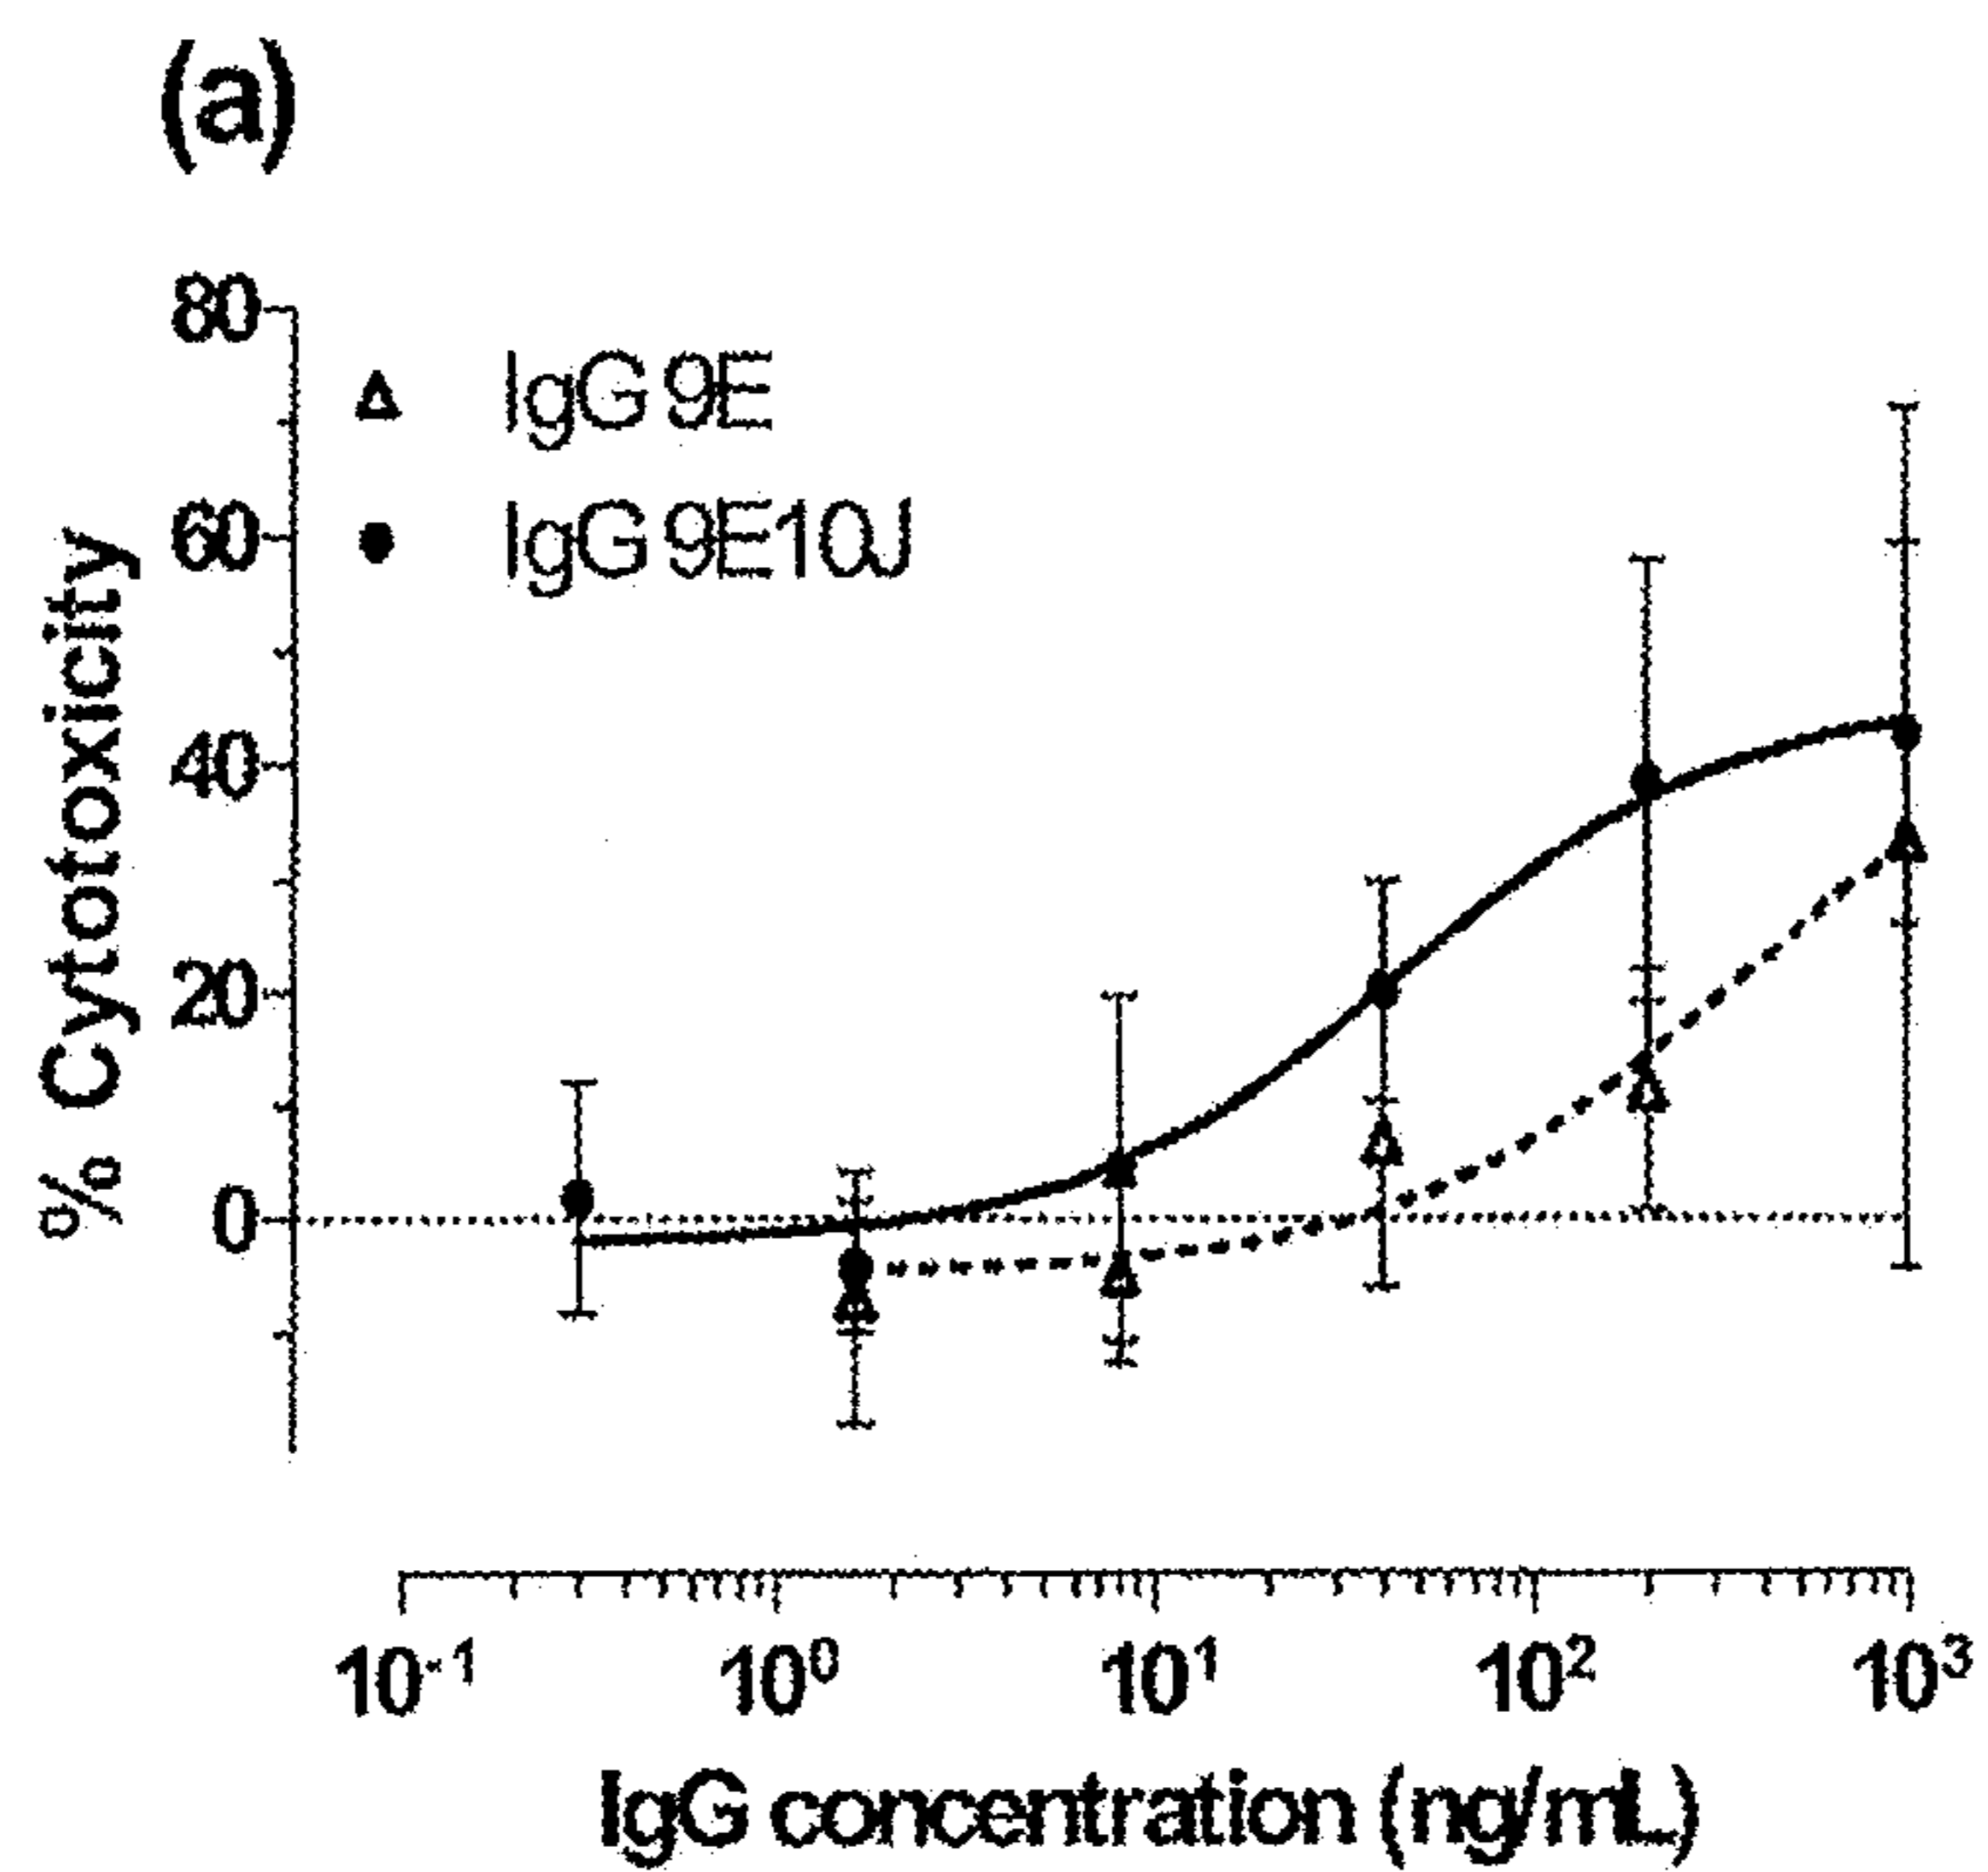 (a)
80
60
40
20
0
% Cytotoxicity
IgG 9E
IgG 9E10J
10-1
100
101
102
103
IgG concentration (ng/mL)